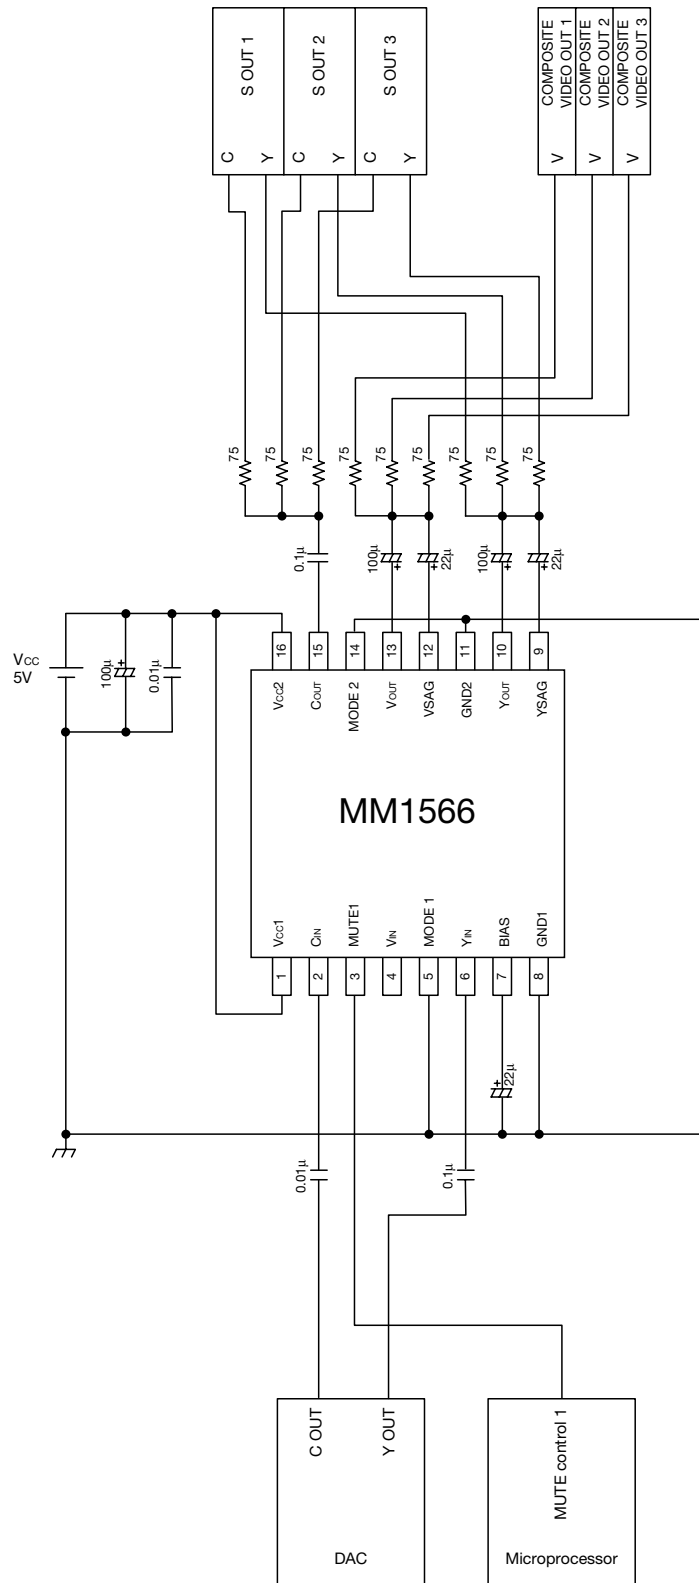 S OUT 1
S OUT 2
S OUT 3
C
Y
C
Y
C
Y
COMPOSITE
VIDEO OUT 1
COMPOSITE
VIDEO OUT 2
COMPOSITE
VIDEO OUT 3
V
V
V
75
75
75
75
75
75
75
75
75
0.1μ
100μ
+
22μ
+
100μ
+
22μ
+
VCC
5V
100μ
+
0.01μ
16
15
14
13
12
11
10
9
VCC2
COUT
MODE 2
VOUT
VSAG
GND2
YOUT
YSAG
MM1566
VCC1
CIN
MUTE1
VIN
MODE 1
YIN
BIAS
GND1
1
2
3
4
5
6
7
8
+
22μ
0.01μ
0.1μ
C OUT
Y OUT
DAC
MUTE control 1
Microprocessor